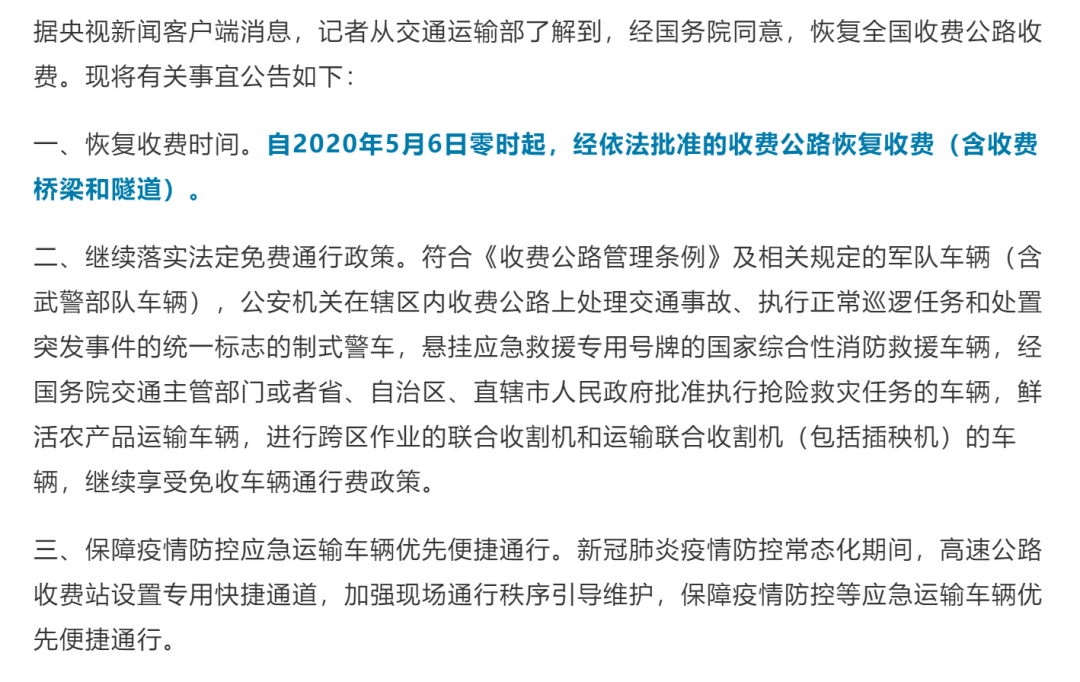 据央视新闻客户端消息，记者从交通运输部了解到，经国务院同意，恢复全国收费公路收
费。现将有关事宜公告如下：
一、恢复收费时间。自2020年5月6日零时起，经依法批准的收费公路恢复收费（含收费
桥梁和隧道）。
二、继续落实法定免费通行政策。符合《收费公路管理条例》及相关规定的军队车辆（含
武警部队车辆），公安机关在辖区内收费公路上处理交通事故、执行正常巡逻任务和处置
突发事件的统一标志的制式警车，悬挂应急救援专用号牌的国家综合性消防救援车辆，经
国务院交通主管部门或者省、自治区、直辖市人民政府批准执行抢险救灾任务的车辆，鲜
活农产品运输车辆，进行跨区作业的联合收割机和运输联合收割机（包括插秧机）的车
辆，继续享受免收车辆通行费政策。
三、保障疫情防控应急运输车辆优先便捷通行。新冠肺炎疫情防控常态化期间，高速公路
收费站设置专用快捷通道，加强现场通行秩序引导维护，保障疫情防控等应急运输车辆优
先便捷通行。